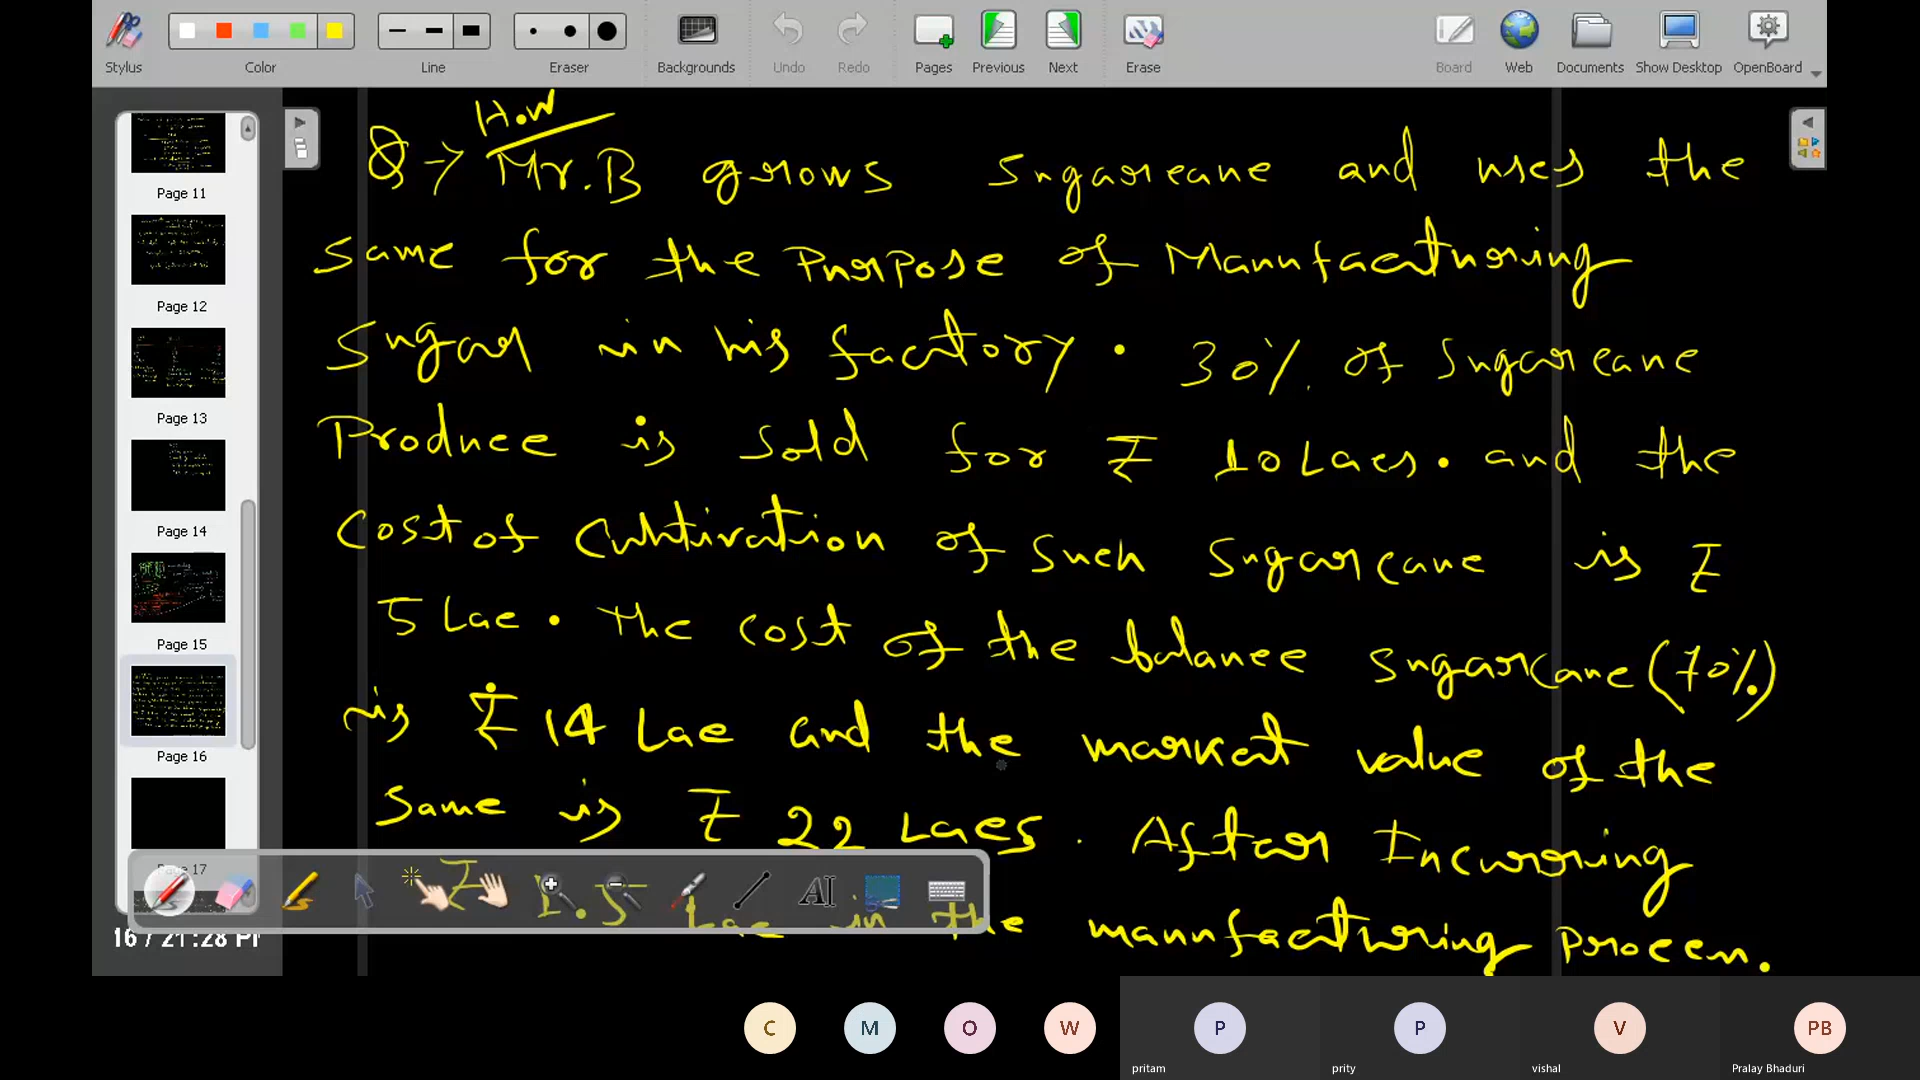 Stylus Color Line Eraser Backgrounds Undo Redo Pages Previous Next Erase Board Web Documents Show Desktop OpenBoard
Page 11
Page 12
Page 13
Page 14
Page 15
Page 16
H.W
Q → Mr. B grows sugarcane and uses the
same for the Purpose of Manufacturing
sugar in his factory. 30% of sugarcane
Produce is sold for ₹ 10 Lacs. and the
cost of cultivation of such sugarcane is ₹
5 Lac. The cost of the balance sugarcane (70%)
is ₹ 14 Lac and the market value of the
same is ₹ 22 Lacs. After Incurring
₹ 1.5 Lac in the manufacturing process.
C M O W P P V PB
pritam prity vishal Pralay Bhaduri